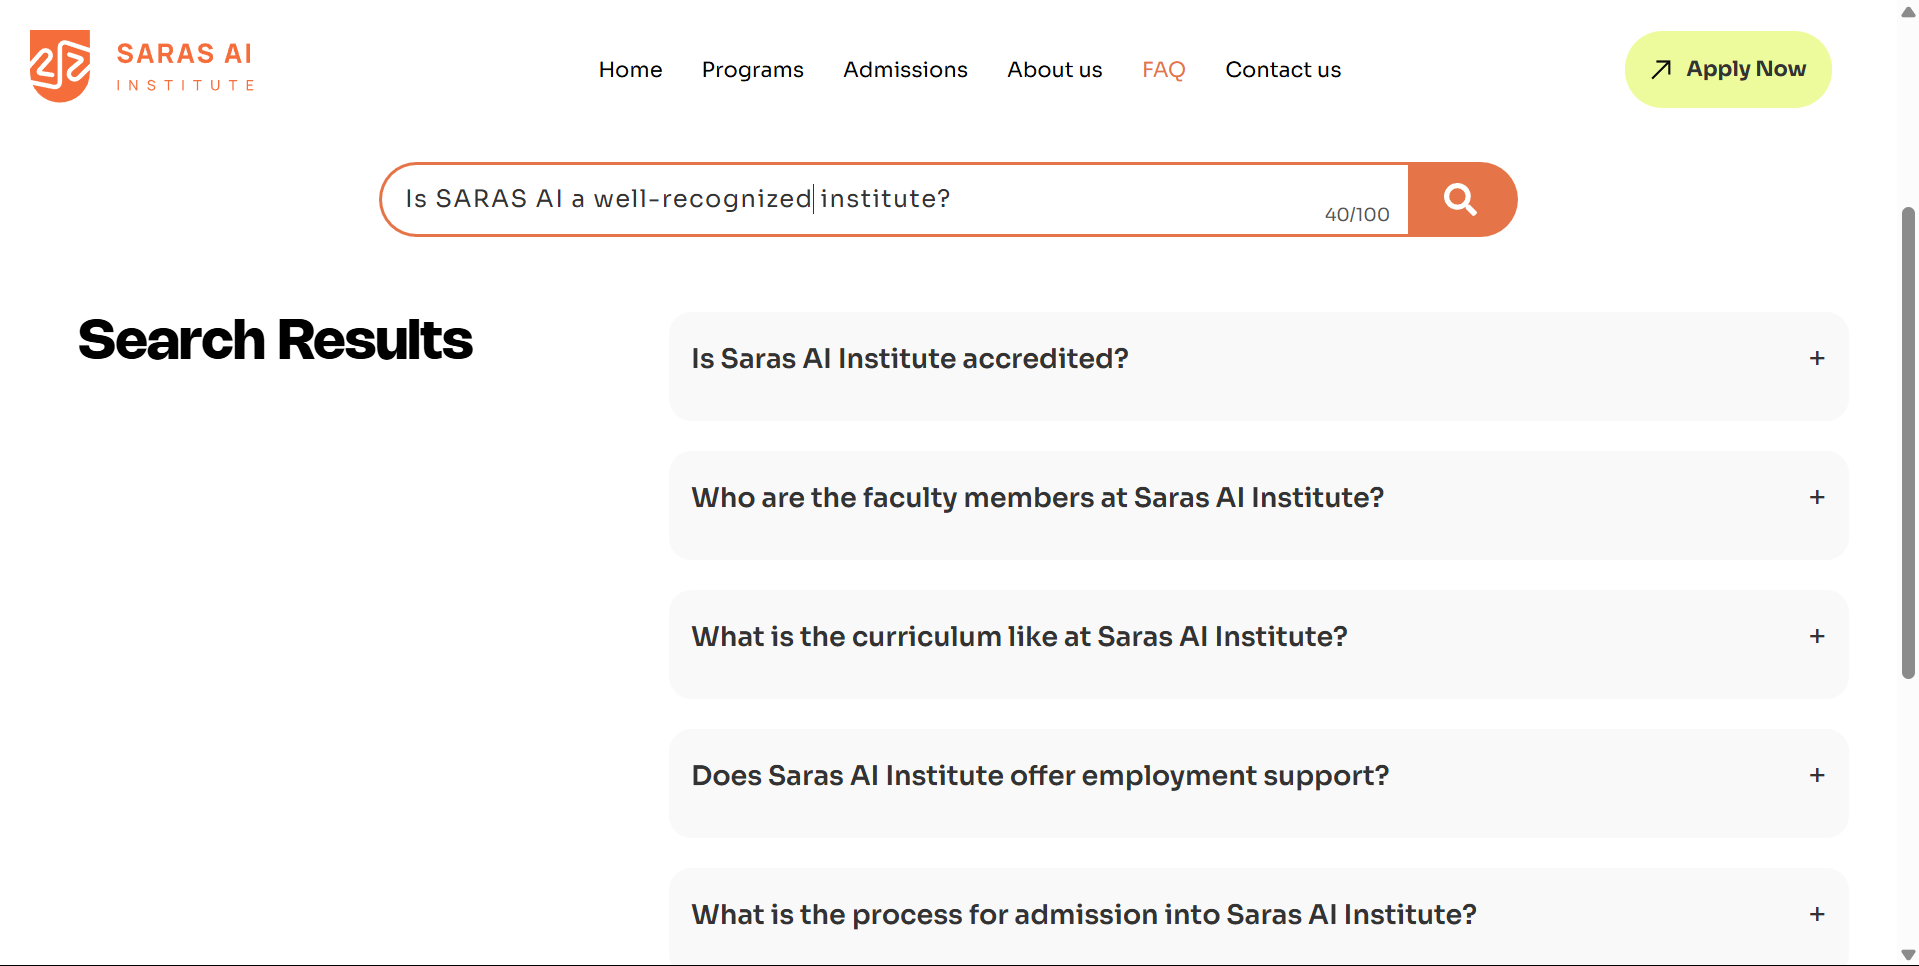 SARAS AI
INSTITUTE
Home Programs Admissions About us FAQ Contact us
Apply Now
Is SARAS AI a well-recognized institute?
40/100
Search Results
Is Saras AI Institute accredited? +
Who are the faculty members at Saras AI Institute? +
What is the curriculum like at Saras AI Institute? +
Does Saras AI Institute offer employment support? +
What is the process for admission into Saras AI Institute? +